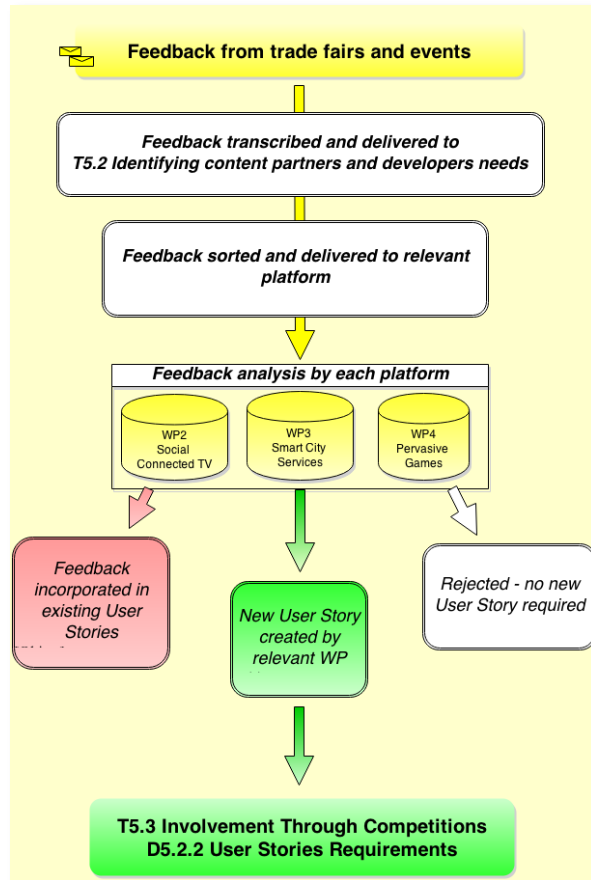 Feedback from trade fairs and events
Feedback transcribed and delivered to
T5.2 Identifying content partners and developers needs
Feedback sorted and delivered to relevant
platform
Feedback analysis by each platform
WP2
Social
Connected TV
WP3
Smart City
Services
WP4
Pervasive
Games
Feedback
incorporated in
existing User
Stories
New User Story
created by
relevant WP
Rejected - no new
User Story required
T5.3 Involvement Through Competitions
D5.2.2 User Stories Requirements